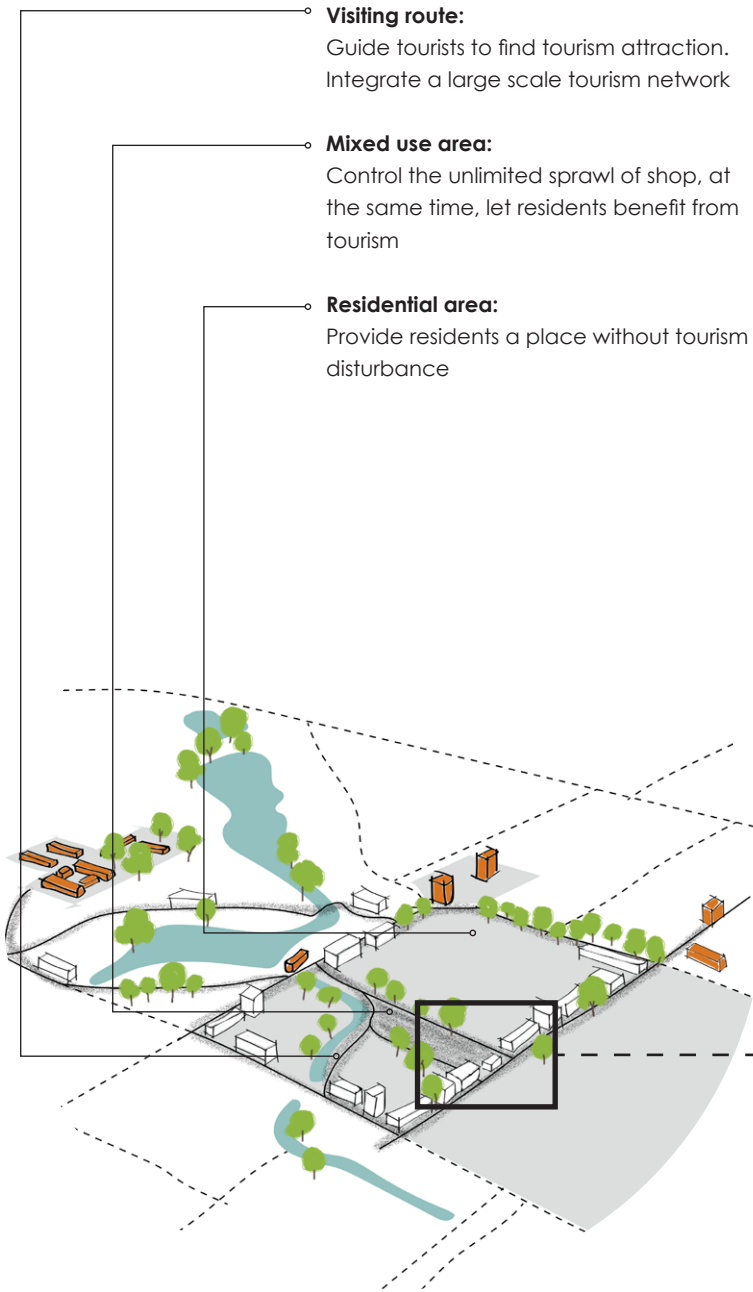 Visiting route:
Guide tourists to find tourism attraction.
Integrate a large scale tourism network
Mixed use area:
Control the unlimited sprawl of shop, at
the same time, let residents benefit from
tourism
Residential area:
Provide residents a place without tourism
disturbance